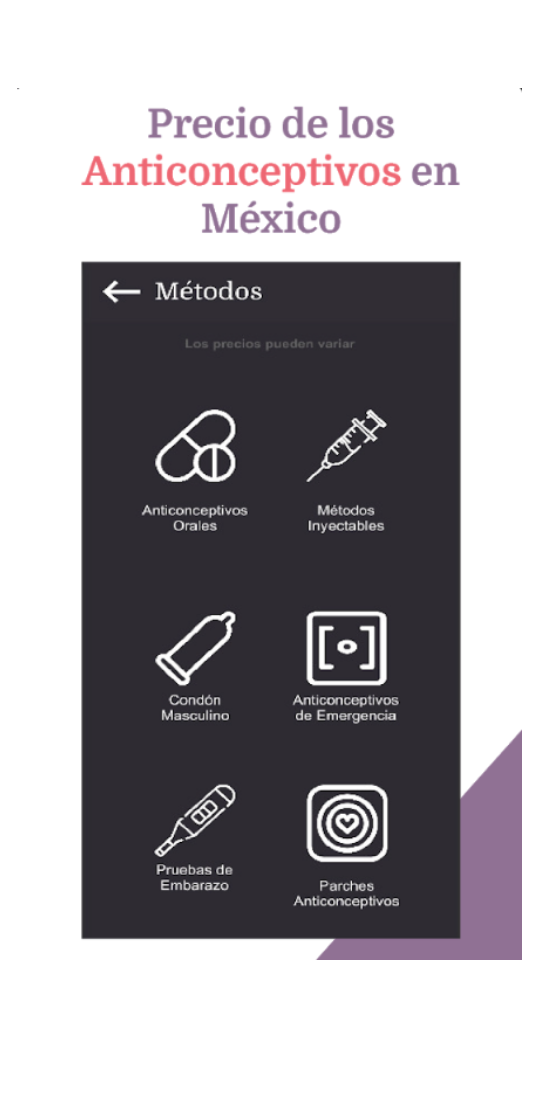 Precio de los
Anticonceptivos en
México
Métodos
Los precios pueden variar
Anticonceptivos
Orales
Métodos
Inyectables
Condón
Masculino
Anticonceptivos
de Emergencia
Pruebas de
Embarazo
Parches
Anticonceptivos